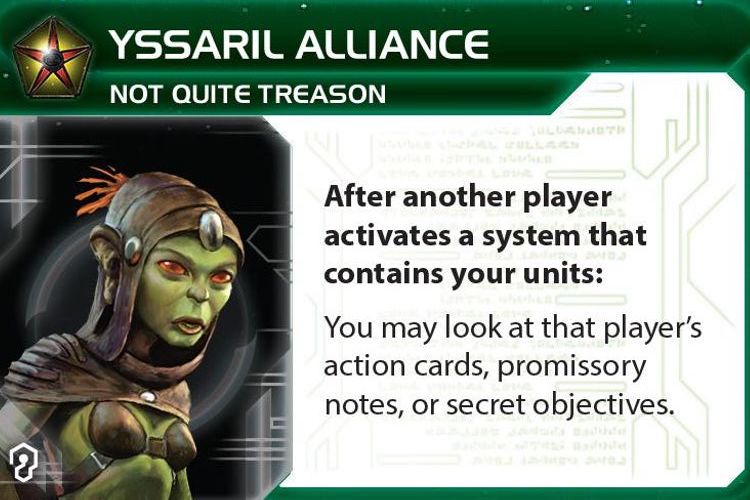 YSSARIL ALLIANCE
NOT QUITE TREASON
After another player
activates a system that
contains your units:
You may look at that player's
action cards, promissory
notes, or secret objectives.